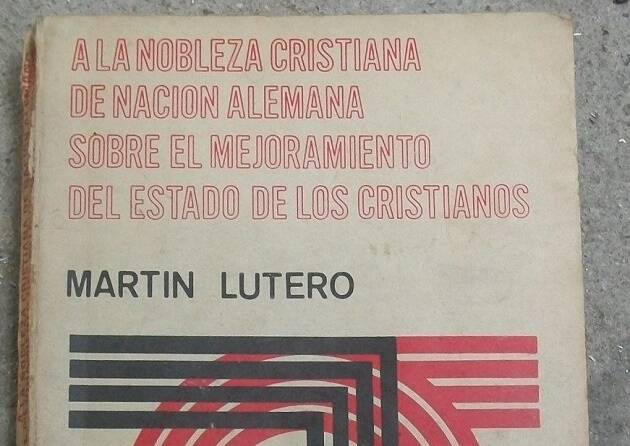 A LA NOBLEZA CRISTIANA
DE NACION ALEMANA
SOBRE EL MEJORAMIENTO
DEL ESTADO DE LOS CRISTIANOS
MARTIN LUTERO